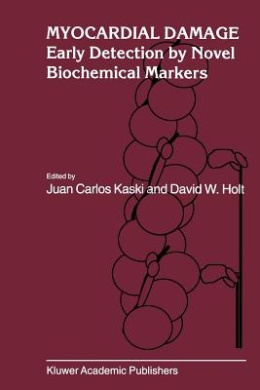 MYOCARDIAL DAMAGE
Early Detection by Novel
Biochemical Markers
Edited by
Juan Carlos Kaski and David W. Holt
Kluwer Academic Publishers